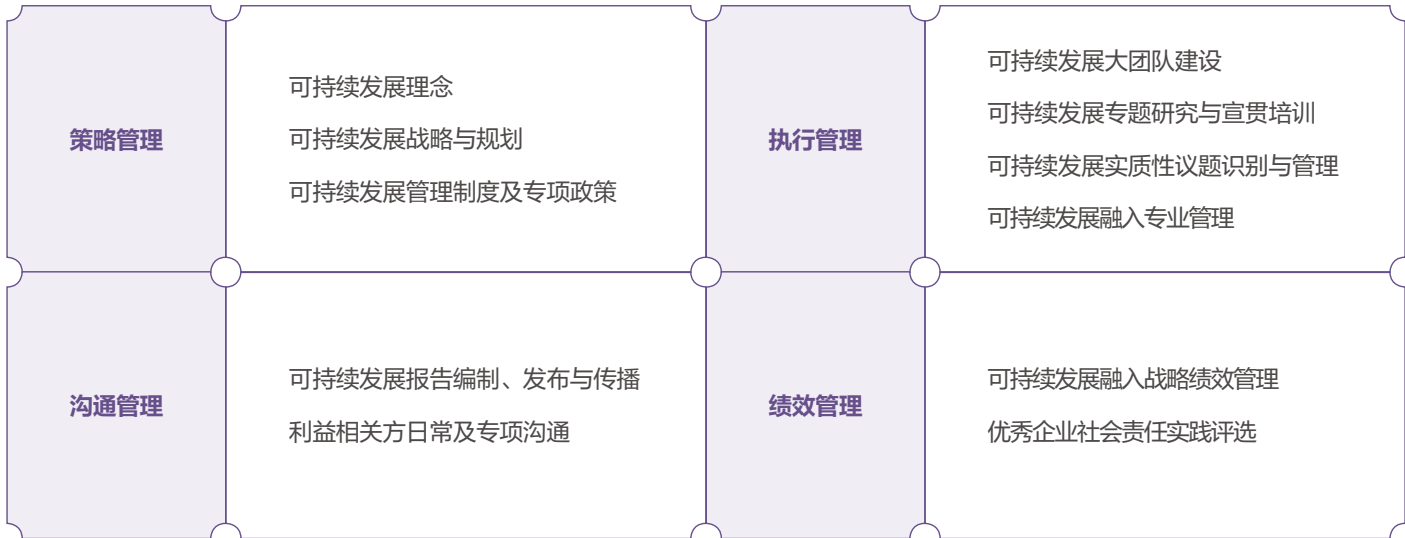 策略管理
可持续发展理念
可持续发展战略与规划
可持续发展管理制度及专项政策
执行管理
可持续发展大团队建设
可持续发展专题研究与宣贯培训
可持续发展实质性议题识别与管理
可持续发展融入专业管理
沟通管理
可持续发展报告编制、发布与传播
利益相关方日常及专项沟通
绩效管理
可持续发展融入战略绩效管理
优秀企业社会责任实践评选